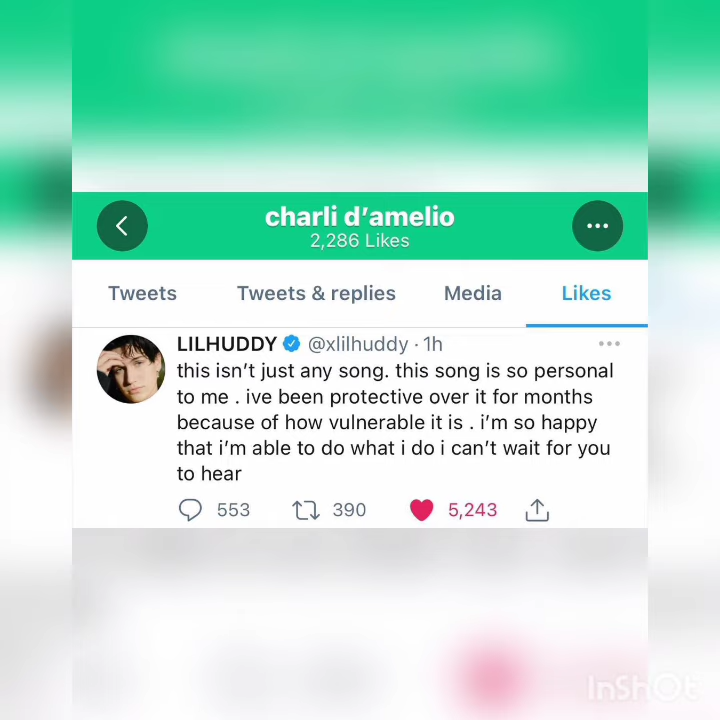 charli d’amelio
2,286 Likes
Tweets Tweets & replies Media Likes
LILHUDDY @xlilhuddy · 1h
this isn’t just any song. this song is so personal
to me . ive been protective over it for months
because of how vulnerable it is . i’m so happy
that i’m able to do what i do i can’t wait for you
to hear
553 390 5,243
InShOt